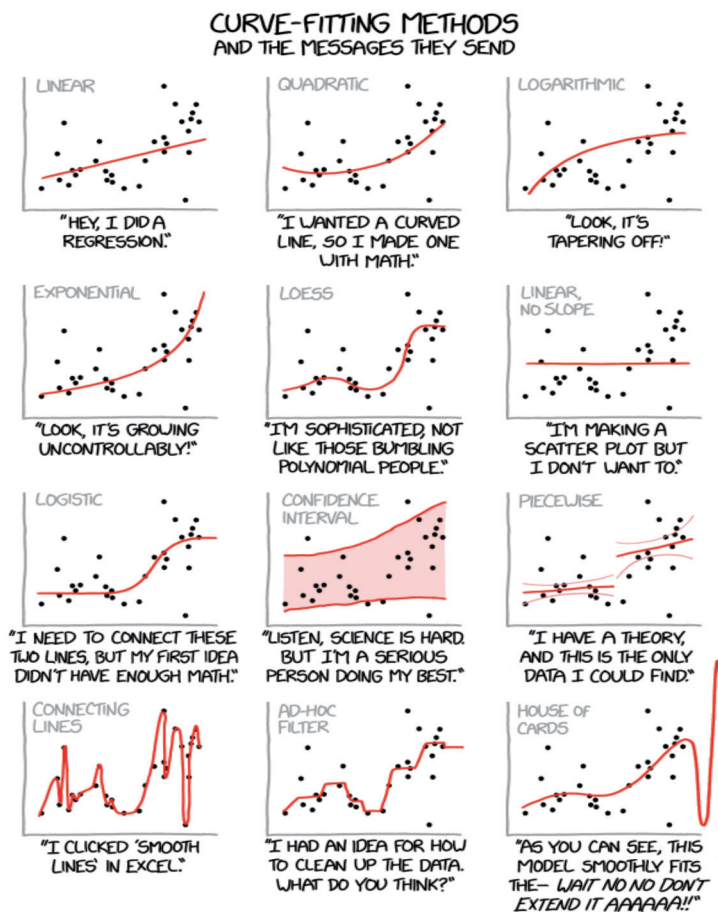 CURVE-FITTING METHODS
AND THE MESSAGES THEY SEND
LINEAR
"HEY, I DID A
REGRESSION."
QUADRATIC
"I WANTED A CURVED
LINE, SO I MADE ONE
WITH MATH."
LOGARITHMIC
"LOOK, IT'S
TAPERING OFF!"
EXPONENTIAL
"LOOK, IT'S GROWING
UNCONTROLLABLY!"
LOESS
"I'M SOPHISTICATED, NOT
LIKE THOSE BUMBLING
POLYNOMIAL PEOPLE."
LINEAR,
NO SLOPE
"I'M MAKING A
SCATTER PLOT BUT
I DON'T WANT TO."
LOGISTIC
"I NEED TO CONNECT THESE
TWO LINES, BUT MY FIRST IDEA
DIDN'T HAVE ENOUGH MATH."
CONFIDENCE
INTERVAL
"LISTEN, SCIENCE IS HARD.
BUT I'M A SERIOUS
PERSON DOING MY BEST."
PIECEWISE
"I HAVE A THEORY,
AND THIS IS THE ONLY
DATA I COULD FIND."
CONNECTING
LINES
"I CLICKED 'SMOOTH
LINES' IN EXCEL."
AD-HOC
FILTER
"I HAD AN IDEA FOR HOW
TO CLEAN UP THE DATA.
WHAT DO YOU THINK?"
HOUSE OF
CARDS
"AS YOU CAN SEE, THIS
MODEL SMOOTHLY FITS
THE- WAIT NO NO DON'T
EXTEND IT AAAAAA!!"